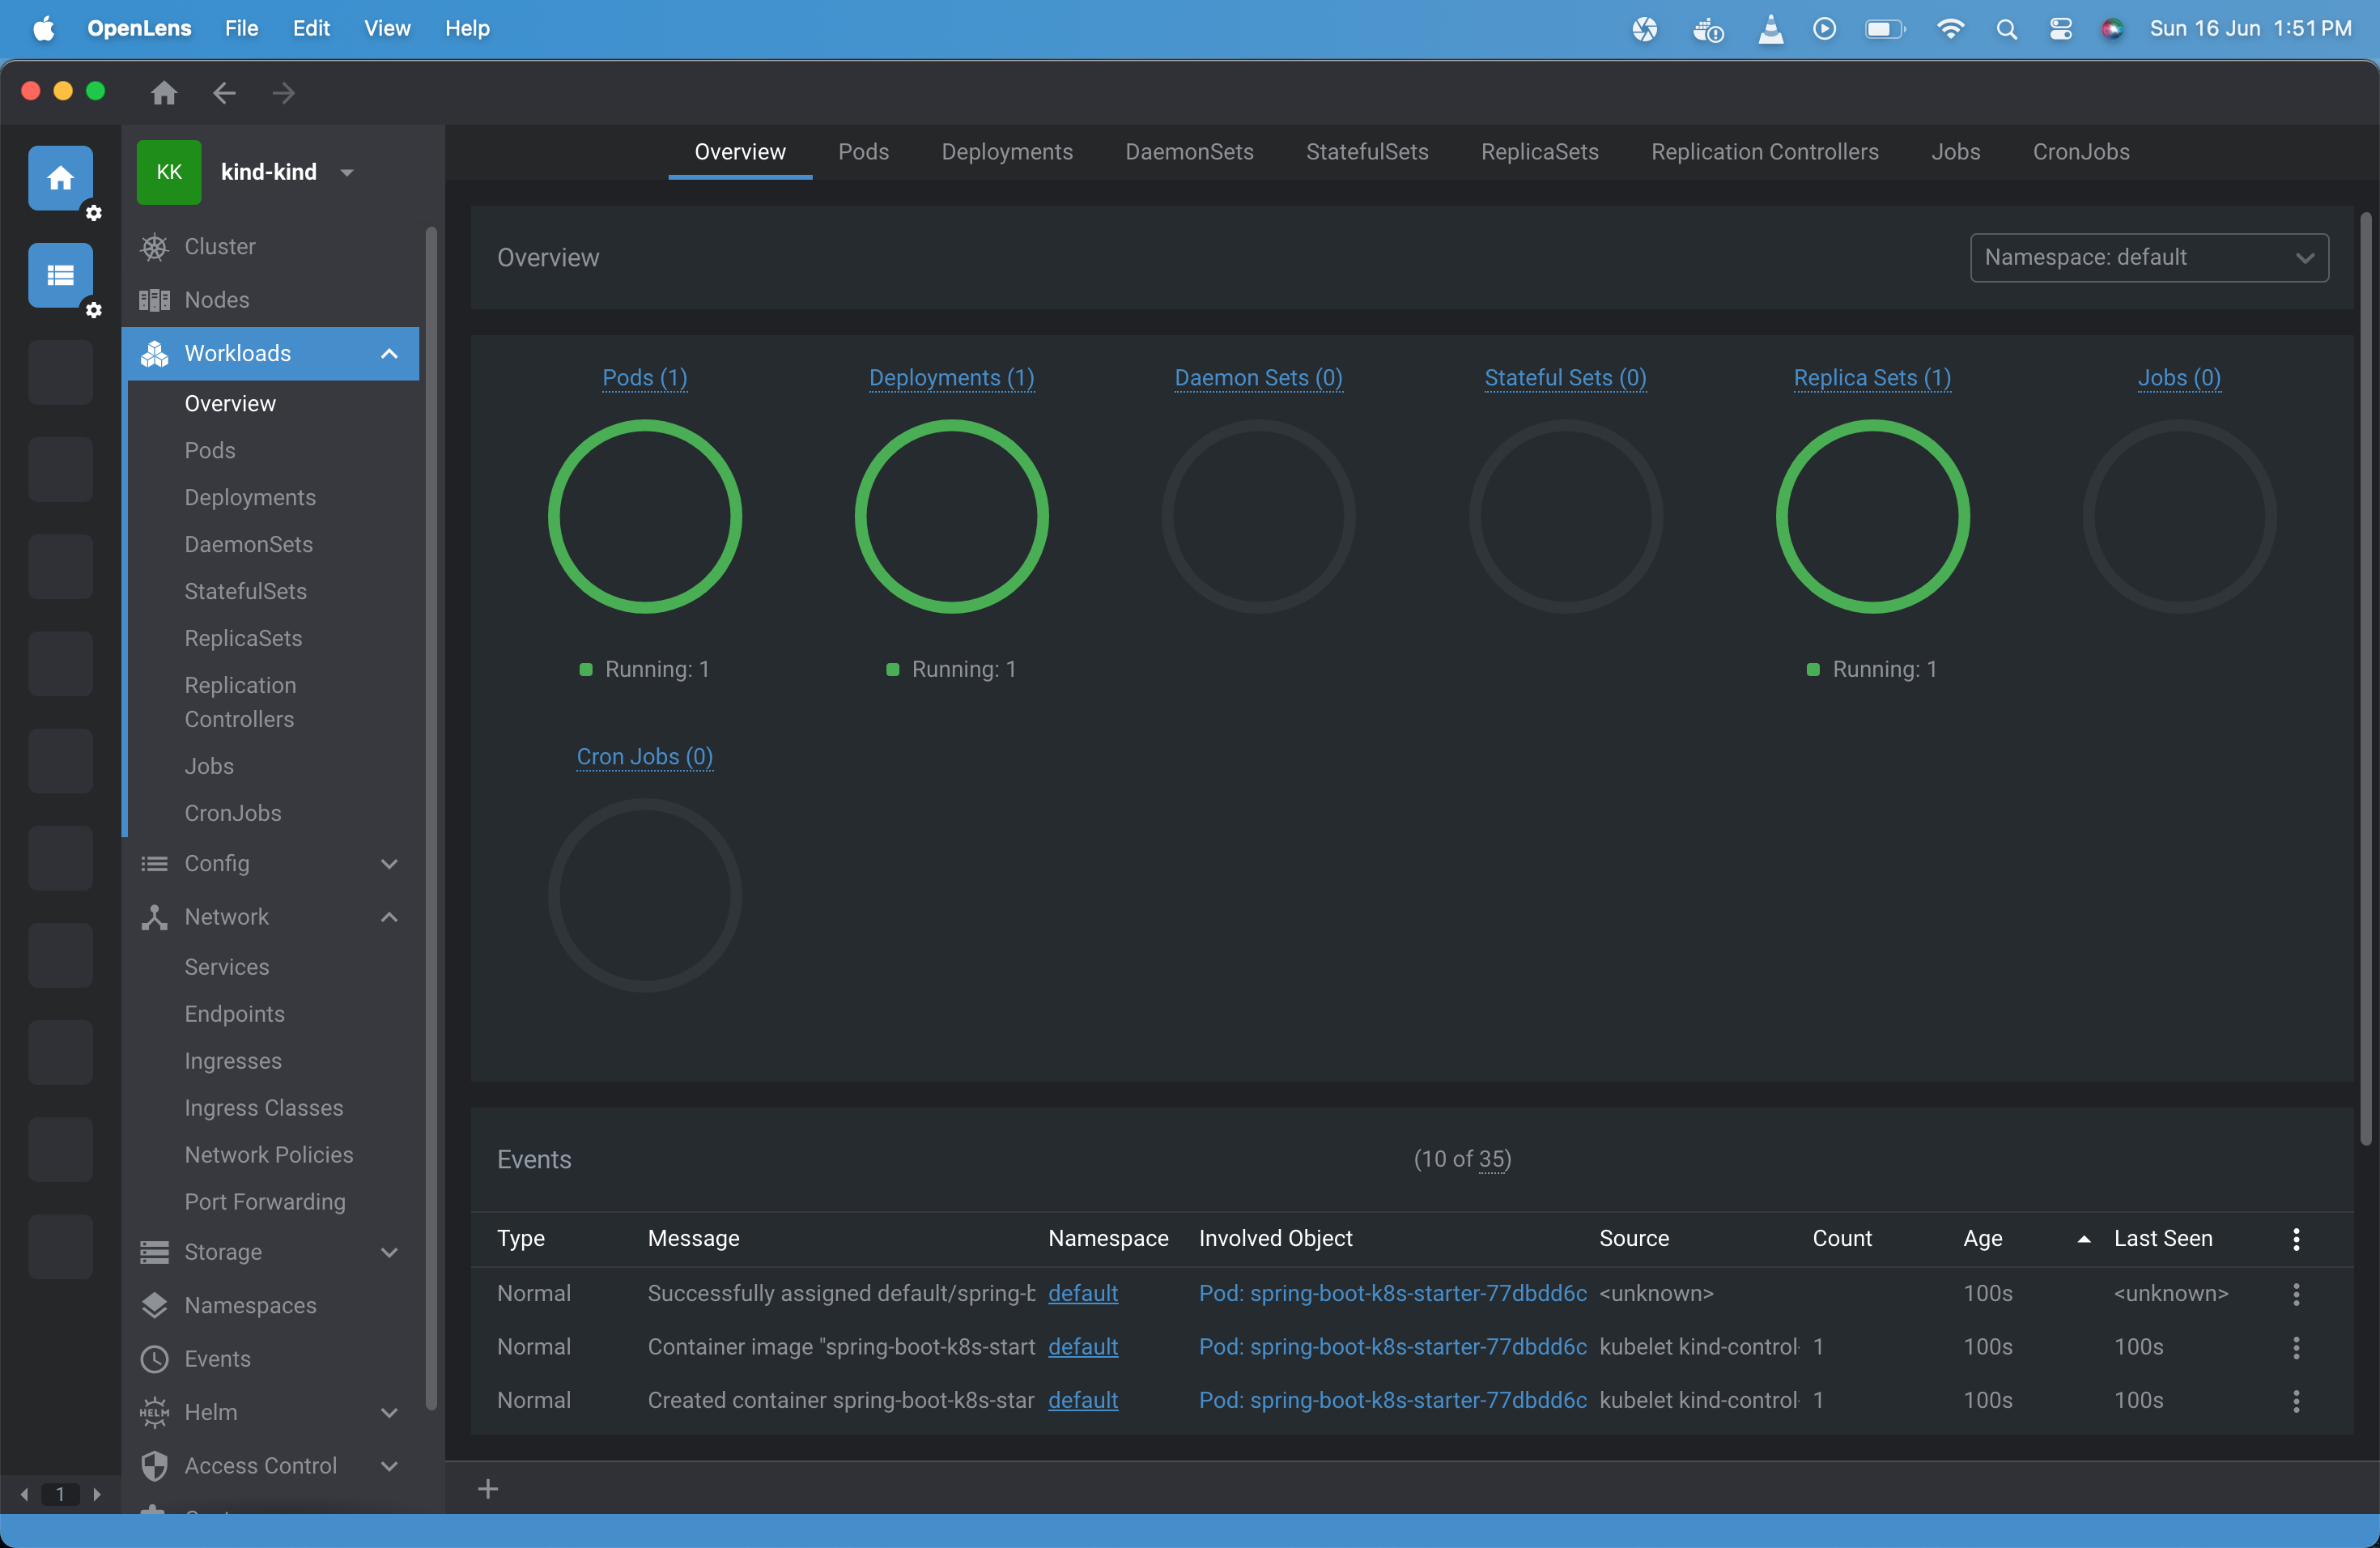 OpenLens File Edit View Help Sun 16 Jun 1:51 PM
KK kind-kind
Cluster
Nodes
Workloads
Overview
Pods
Deployments
DaemonSets
StatefulSets
ReplicaSets
Replication
Controllers
Jobs
CronJobs
Config
Network
Services
Endpoints
Ingresses
Ingress Classes
Network Policies
Port Forwarding
Storage
Namespaces
Events
HELM Helm
Access Control
1
Overview Pods Deployments DaemonSets StatefulSets ReplicaSets Replication Controllers Jobs CronJobs
Overview Namespace: default
Pods (1) Deployments (1) Daemon Sets (0) Stateful Sets (0) Replica Sets (1) Jobs (0)
Running: 1 Running: 1 Running: 1
Cron Jobs (0)
Events (10 of 35)
Type Message Namespace Involved Object Source Count Age Last Seen
Normal Successfully assigned default/spring-b default Pod: spring-boot-k8s-starter-77dbdd6c <unknown> 100s <unknown>
Normal Container image "spring-boot-k8s-start default Pod: spring-boot-k8s-starter-77dbdd6c kubelet kind-control- 1 100s 100s
Normal Created container spring-boot-k8s-star default Pod: spring-boot-k8s-starter-77dbdd6c kubelet kind-control- 1 100s 100s